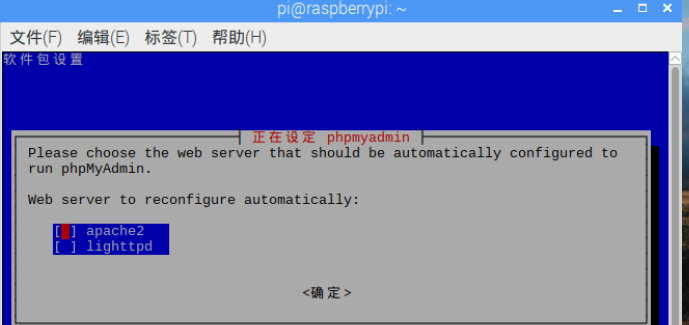 pi@raspberrypi: ~
文件(F) 编辑(E) 标签(T) 帮助(H)
软件包设置
正在设定 phpmyadmin
Please choose the web server that should be automatically configured to
run phpMyAdmin.
Web server to reconfigure automatically:
[ ] apache2
[ ] lighttpd
<确定>